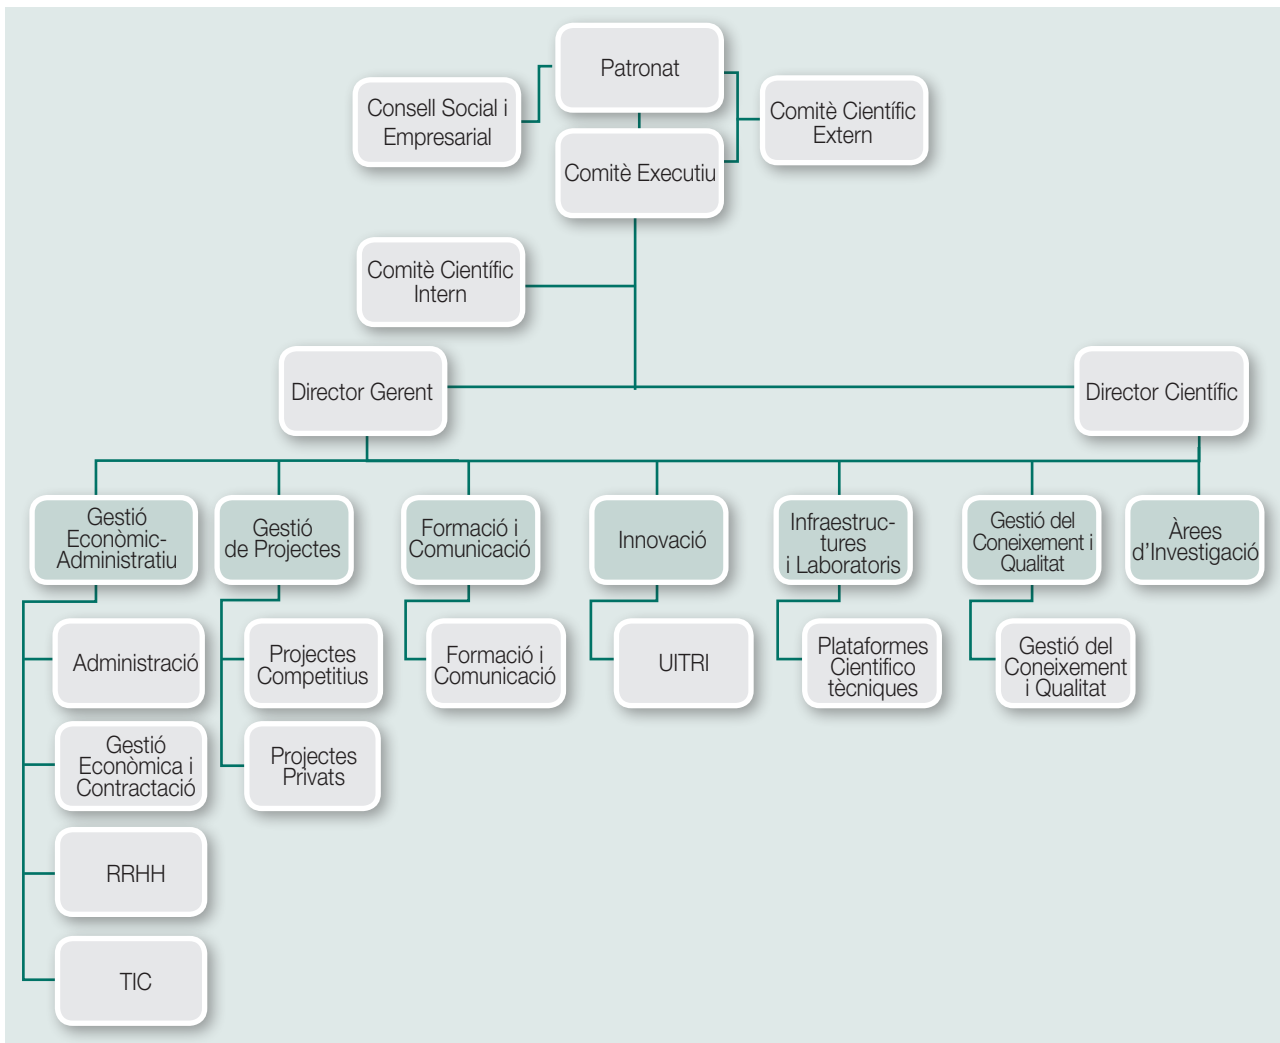 Patronat
Consell Social i
Empresarial
Comitè Científic
Extern
Comitè Executiu
Comitè Científic
Intern
Director Gerent
Director Científic
Gestió
Econòmic-
Administratiu
Gestió
de Projectes
Formació i
Comunicació
Innovació
Infraestruc-
tures
i Laboratoris
Gestió del
Coneixement i
Qualitat
Àrees
d'Investigació
Administració
Projectes
Competitius
Formació i
Comunicació
UITRI
Plataformes
Cientifico
tècniques
Gestió del
Coneixement
i Qualitat
Gestió
Econòmica i
Contractació
Projectes
Privats
RRHH
TIC